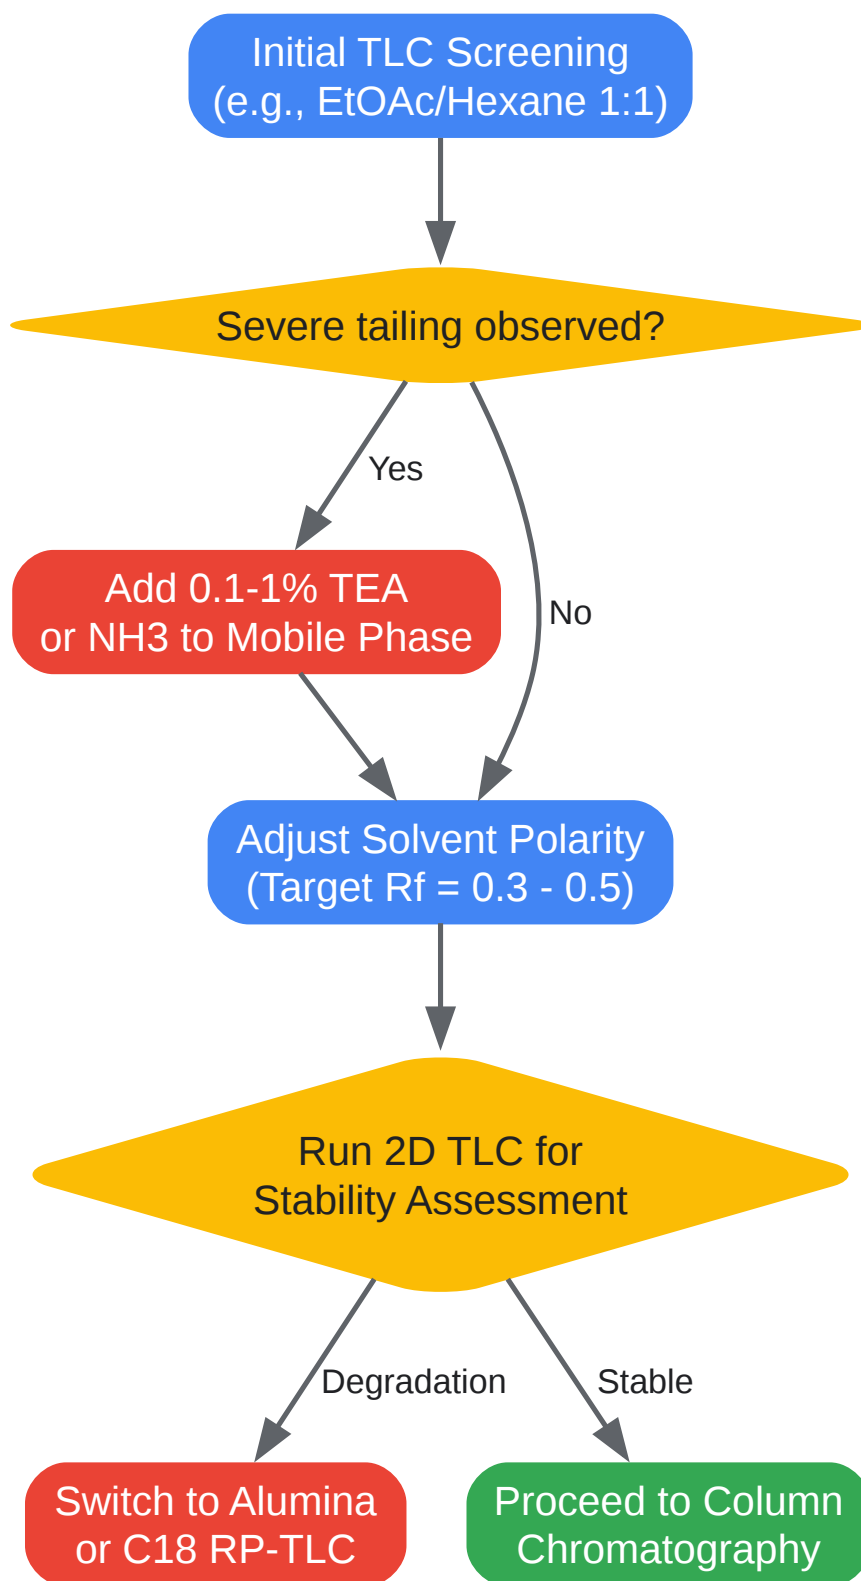 Initial TLC Screening
(e.g., EtOAc/Hexane 1:1)
Severe tailing observed?
Yes
Add 0.1-1% TEA
or NH3 to Mobile Phase
No
Adjust Solvent Polarity
(Target Rf = 0.3 - 0.5)
Run 2D TLC for
Stability Assessment
Degradation
Stable
Switch to Alumina
or C18 RP-TLC
Proceed to Column
Chromatography